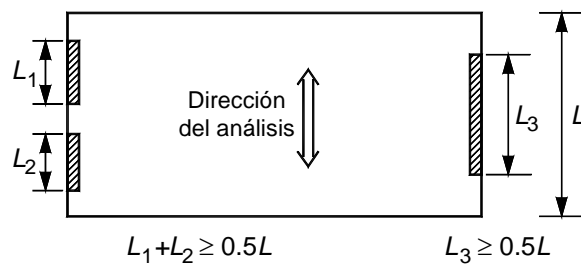 L₁
L₂
Dirección
del análisis
L₃
L
L₁+L₂ ≥ 0.5L
L₃ ≥ 0.5L